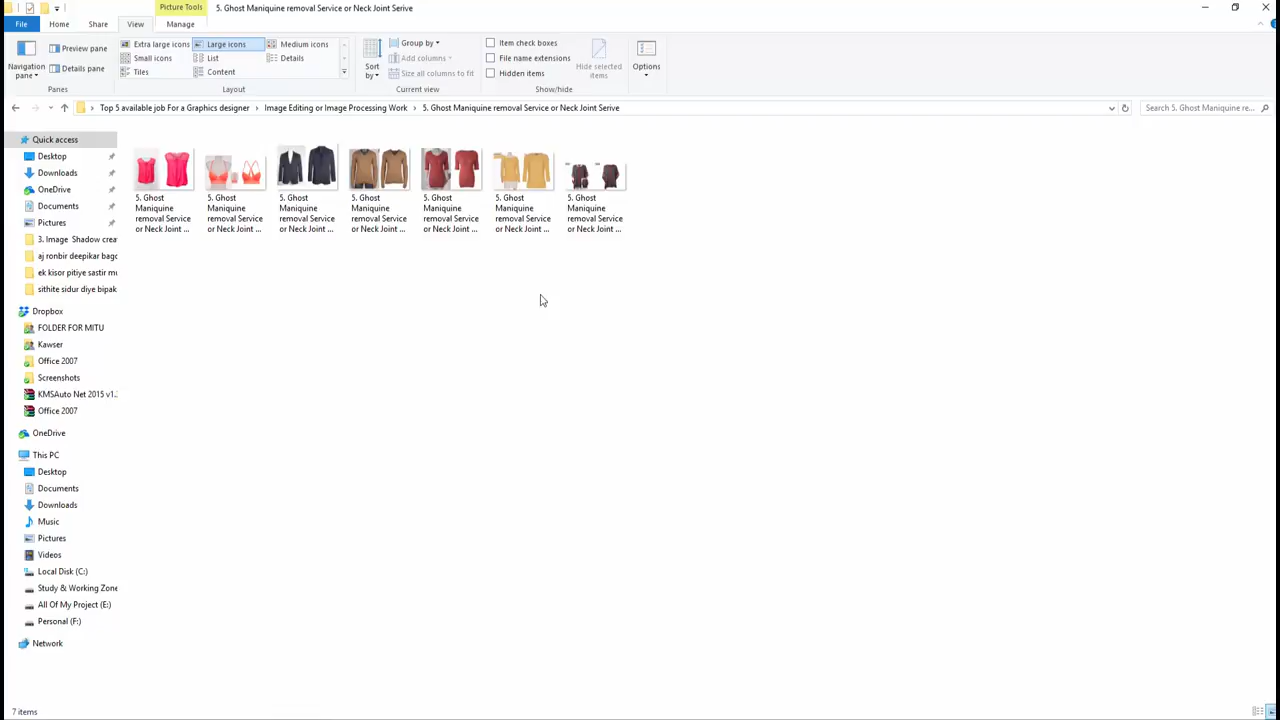 Picture Tools
5. Ghost Maniquine removal Service or Neck Joint Serive
File
Home
Share
View
Manage
Navigation pane
Preview pane
Details pane
Panes
Extra large icons
Large icons
Medium icons
Small icons
List
Details
Tiles
Content
Layout
Sort by
Group by
Add columns
Size all columns to fit
Current view
Item check boxes
File name extensions
Hidden items
Hide selected items
Show/hide
Options
Top 5 available job For a Graphics designer
Image Editing or Image Processing Work
5. Ghost Maniquine removal Service or Neck Joint Serive
Search 5. Ghost Maniquine re...
Quick access
Desktop
Downloads
OneDrive
Documents
Pictures
3. Image Shadow crea
aj ronbir deepikar bago
ek kisor pitiye sastir mu
sithite sidur diye bipak
Dropbox
FOLDER FOR MITU
Kawser
Office 2007
Screenshots
KMSAuto Net 2015 v1.
Office 2007
OneDrive
This PC
Desktop
Documents
Downloads
Music
Pictures
Videos
Local Disk (C:)
Study & Working Zone
All Of My Project (E:)
Personal (F:)
Network
5. Ghost
Maniquine
removal Service
or Neck Joint ...
5. Ghost
Maniquine
removal Service
or Neck Joint ...
5. Ghost
Maniquine
removal Service
or Neck Joint ...
5. Ghost
Maniquine
removal Service
or Neck Joint ...
5. Ghost
Maniquine
removal Service
or Neck Joint ...
5. Ghost
Maniquine
removal Service
or Neck Joint ...
5. Ghost
Maniquine
removal Service
or Neck Joint ...
7 items